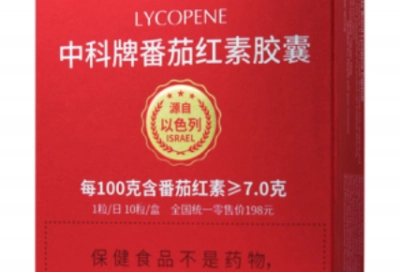 LYCOPENE
中科牌番茄红素胶囊
源自
以色列
ISRAEL
每100克含番茄红素≥7.0克
1粒/日 10粒/盒 全国统一零售价198元
保健食品不是药物,